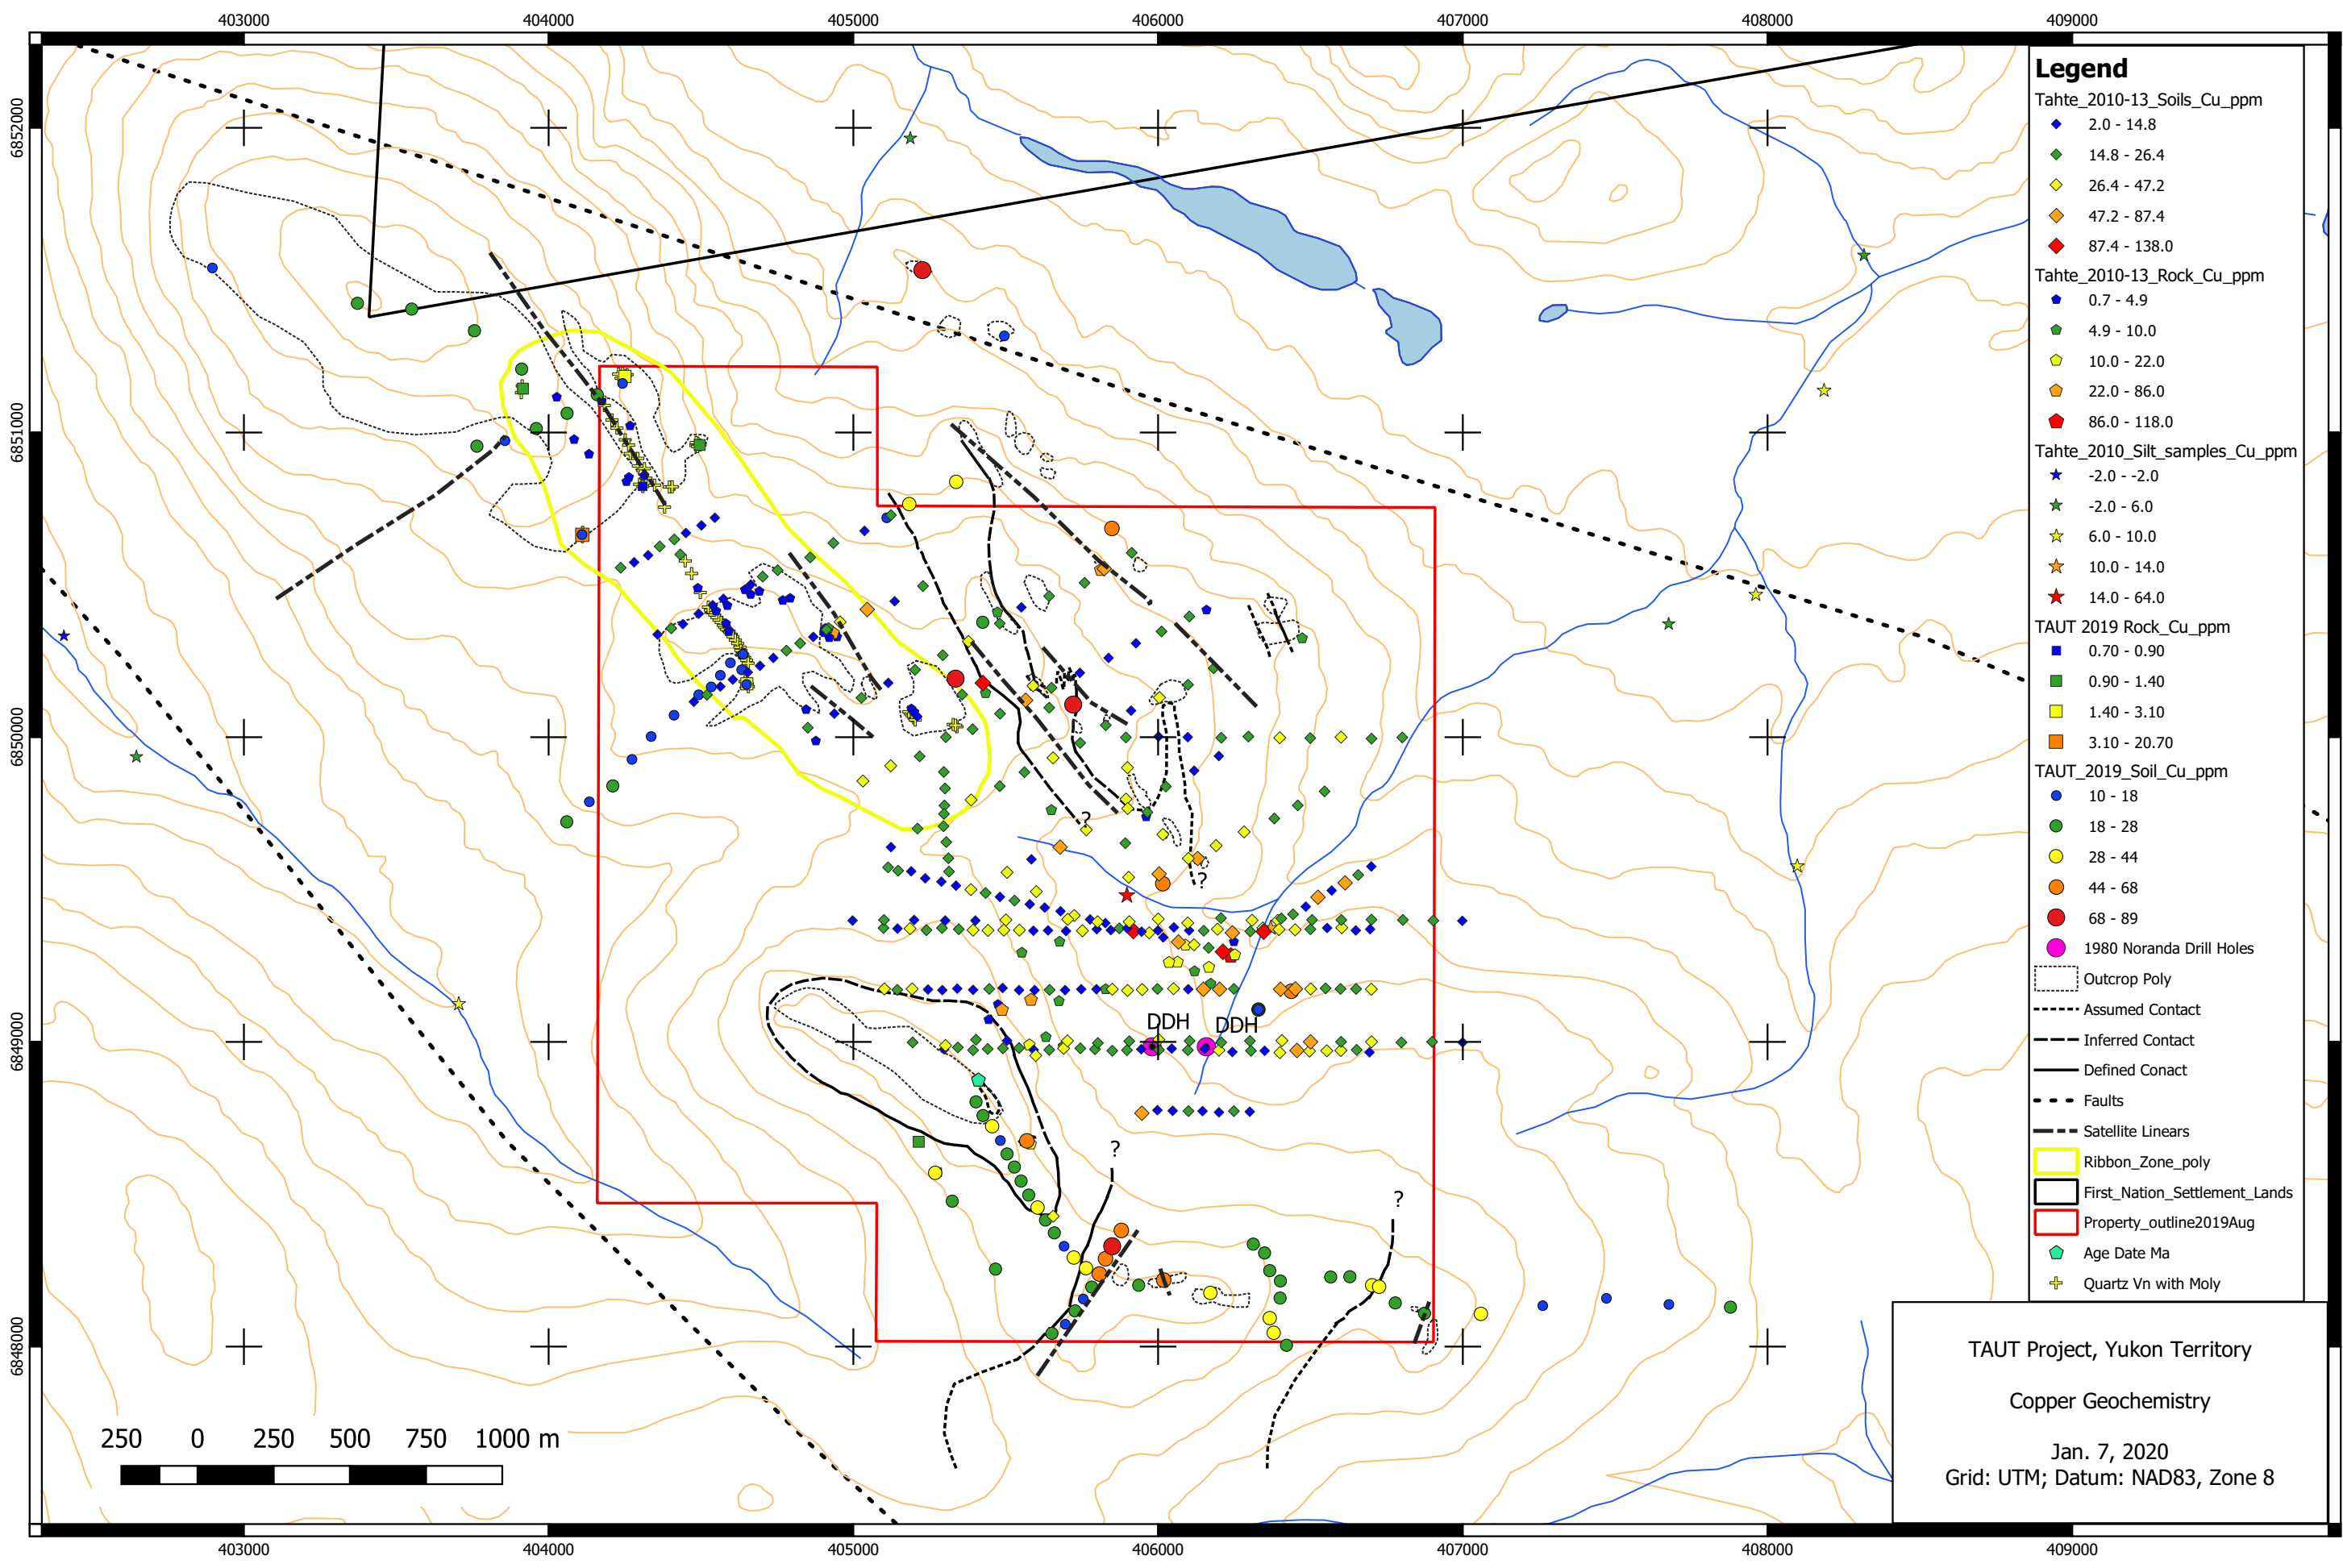 403000 404000 405000 406000 407000 408000 409000
6852000
6851000
6850000
6849000
6848000
6852000
6851000
6850000
6849000
6848000
?
?
DDH DDH
?
?
250 0 250 500 750 1000 m
Legend
Tahte_2010-13_Soils_Cu_ppm
2.0 - 14.8
14.8 - 26.4
26.4 - 47.2
47.2 - 87.4
87.4 - 138.0
Tahte_2010-13_Rock_Cu_ppm
0.7 - 4.9
4.9 - 10.0
10.0 - 22.0
22.0 - 86.0
86.0 - 118.0
Tahte_2010_Silt_samples_Cu_ppm
-2.0 - -2.0
-2.0 - 6.0
6.0 - 10.0
10.0 - 14.0
14.0 - 64.0
TAUT 2019 Rock_Cu_ppm
0.70 - 0.90
0.90 - 1.40
1.40 - 3.10
3.10 - 20.70
TAUT_2019_Soil_Cu_ppm
10 - 18
18 - 28
28 - 44
44 - 68
68 - 89
1980 Noranda Drill Holes
Outcrop Poly
Assumed Contact
Inferred Contact
Defined Conact
Faults
Satellite Linears
Ribbon_Zone_poly
First_Nation_Settlement_Lands
Property_outline2019Aug
Age Date Ma
Quartz Vn with Moly
TAUT Project, Yukon Territory
Copper Geochemistry
Jan. 7, 2020
Grid: UTM; Datum: NAD83, Zone 8
403000 404000 405000 406000 407000 408000 409000